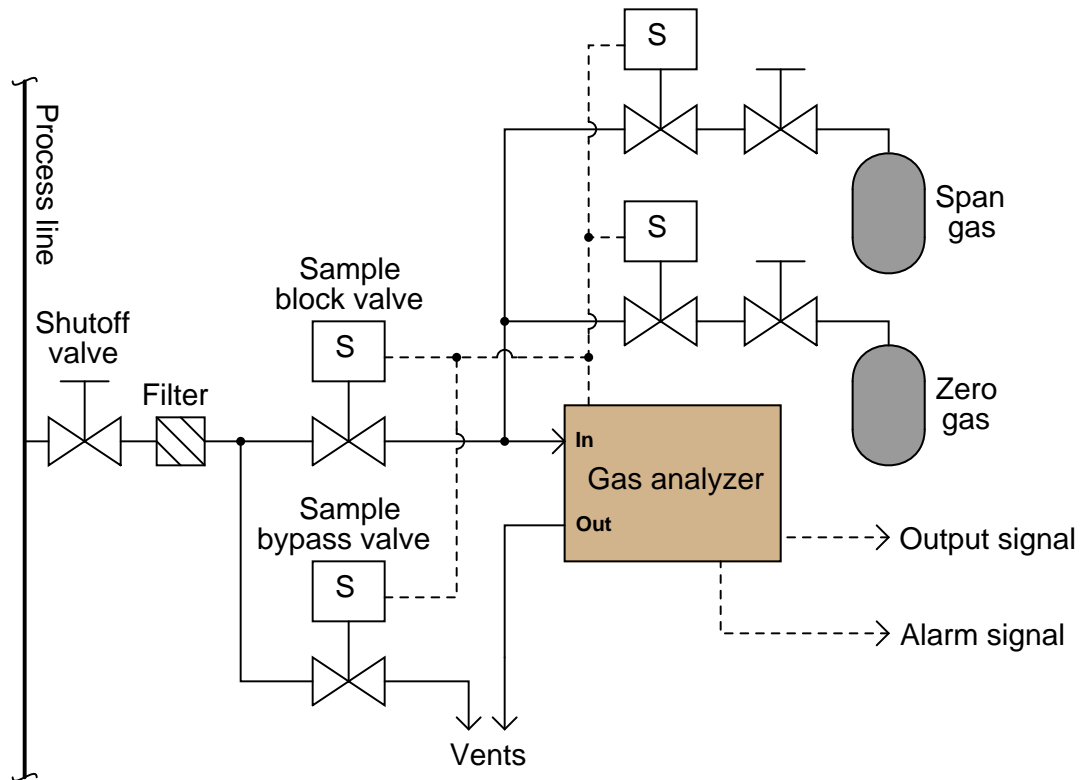 S
Process line
Span
gas
S
Sample
block valve
Shutoff
valve
S
Filter
Zero
gas
In
Gas analyzer
Sample
bypass valve
Out
Output signal
S
Alarm signal
Vents